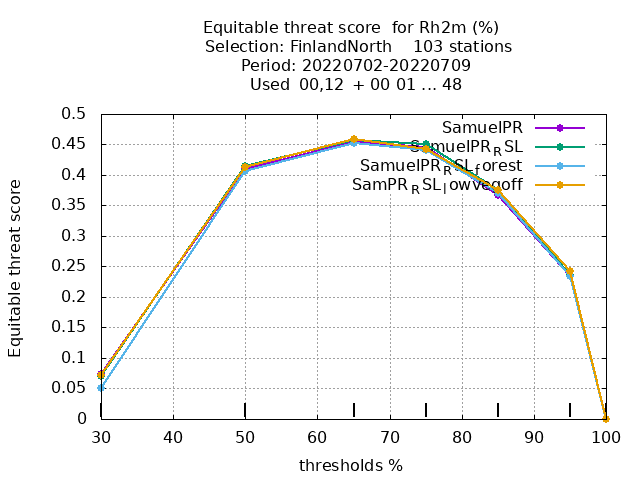 Equitable threat score  for Rh2m (%)
Selection: FinlandNorth    103 stations
Period: 20220702-20220709
Used  00,12  + 00 01 ... 48
0.5
0.45
0.4
0.35
0.3
0.25
0.2
0.15
0.1
0.05
0
Equitable threat score
SamuelPR
SamuelPR_RSL
SamuelPR_RSL_forest
SamPR_RSL_lowvegoff
30 40 50 60 70 80 90 100
thresholds %